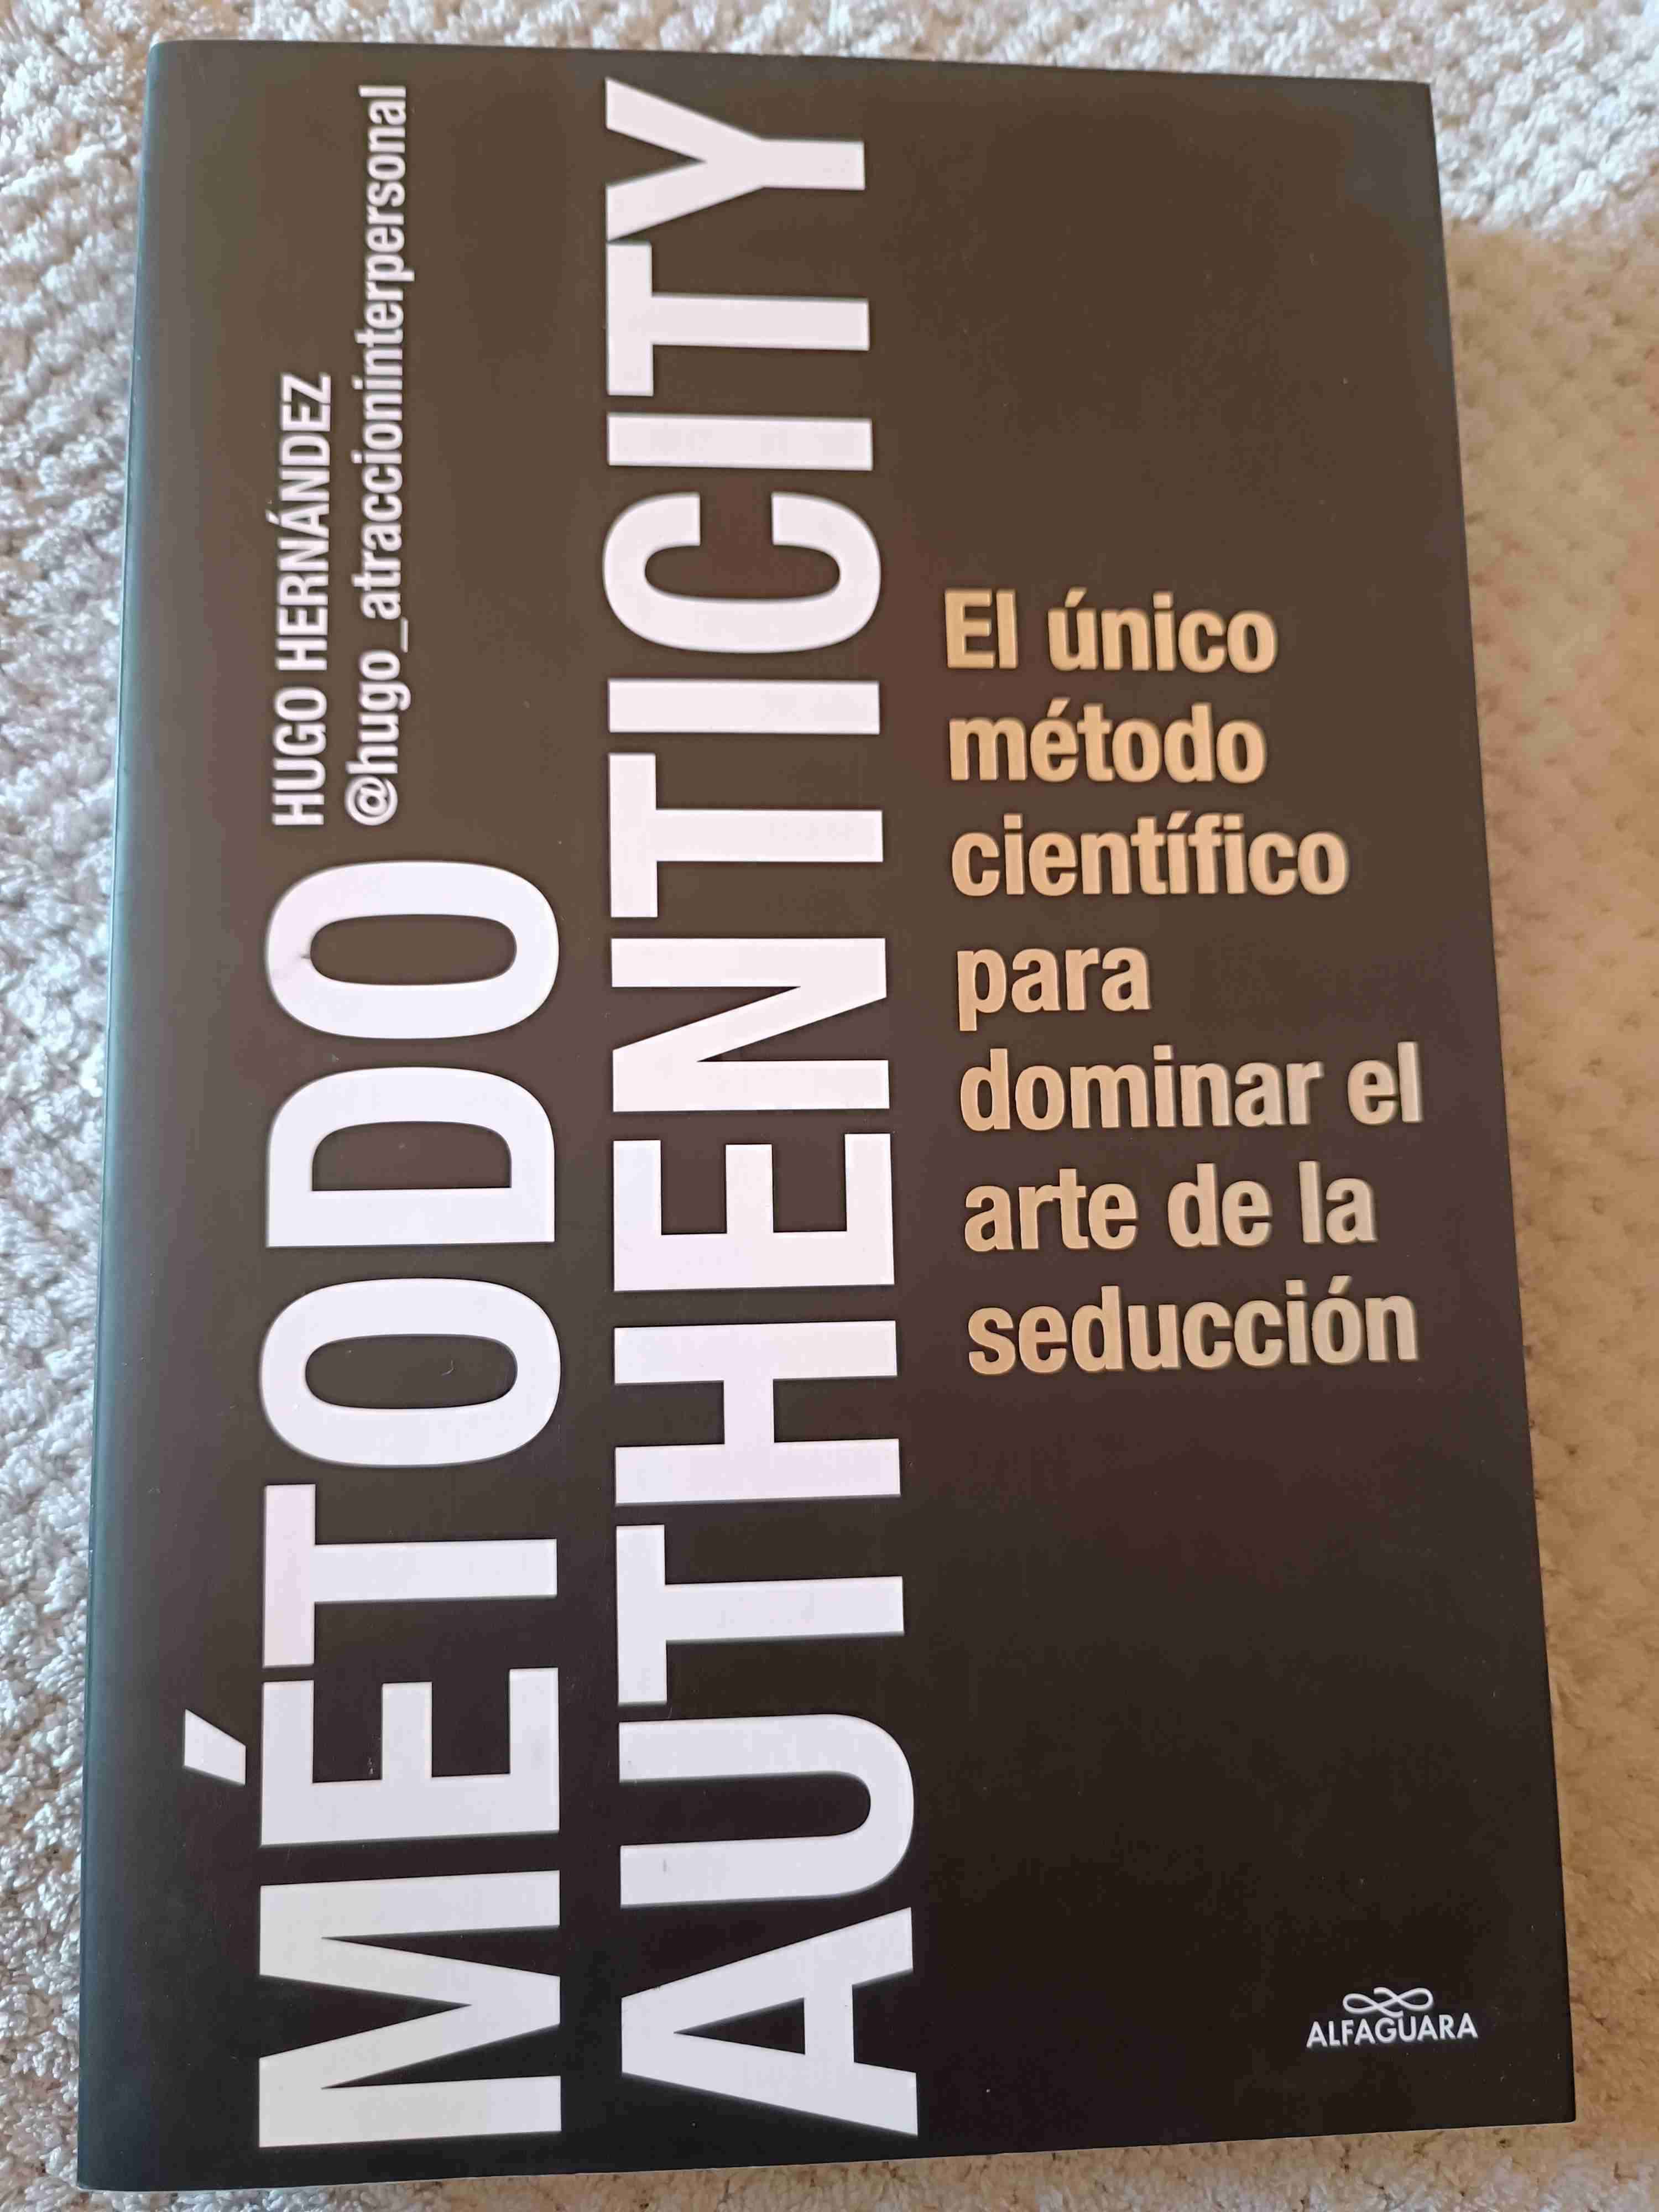 HUGO HERNÁNDEZ
@hugo_atraccioninterpersonal
MÉTODO
AUTHENTICITY
El único
método
científico
para
dominar el
arte de la
seducción
ALFAGUARA